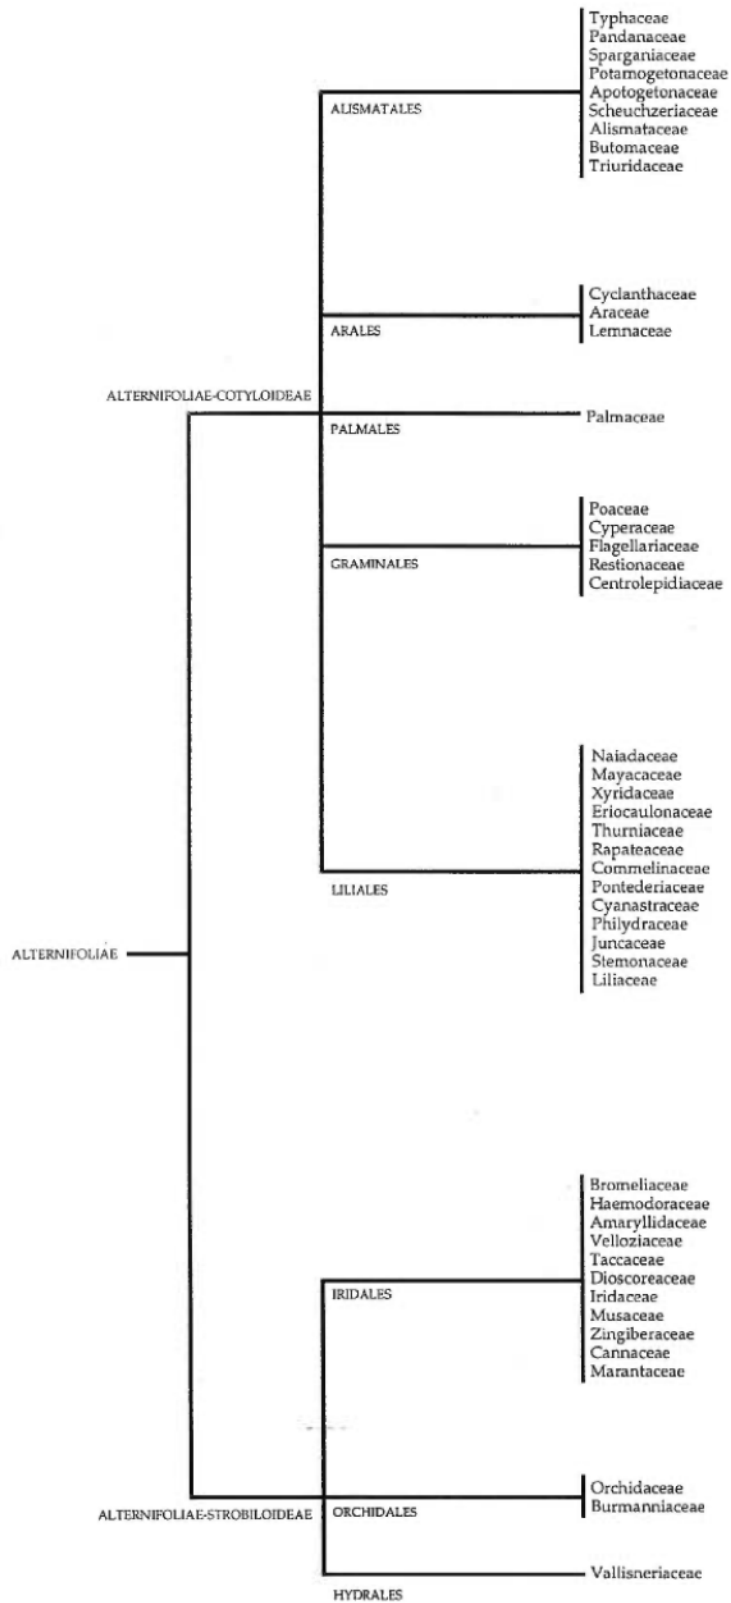 Typhaceae
Pandanaceae
Sparganiaceae
Potamogetonaceae
Apotogetonaceae
Scheuchzeriaceae
Alismataceae
Butomaceae
Triuridaceae
ALISMATALES
Cyclanthaceae
Araceae
Lemnaceae
ARALES
ALTERNIFOLIAE-COTYLOIDEAE
Palmaceae
PALMALES
Poaceae
Cyperaceae
Flagellariaceae
Restionaceae
Centrolepidiaceae
GRAMINALES
Naiadaceae
Mayacaceae
Xyridaceae
Eriocaulonaceae
Thurniaceae
Rapateaceae
Commelinaceae
Pontederiaceae
Cyanastraceae
Philydraceae
Juncaceae
Stemonaceae
Liliaceae
LILIALES
ALTERNIFOLIAE
Bromeliaceae
Haemodoraceae
Amaryllidaceae
Velloziaceae
Taccaceae
Dioscoreaceae
Iridaceae
Musaceae
Zingiberaceae
Cannaceae
Marantaceae
IRIDALES
Orchidaceae
Burmanniaceae
ALTERNIFOLIAE-STROBILOIDEAE
ORCHIDALES
Vallisneriaceae
HYDRALES